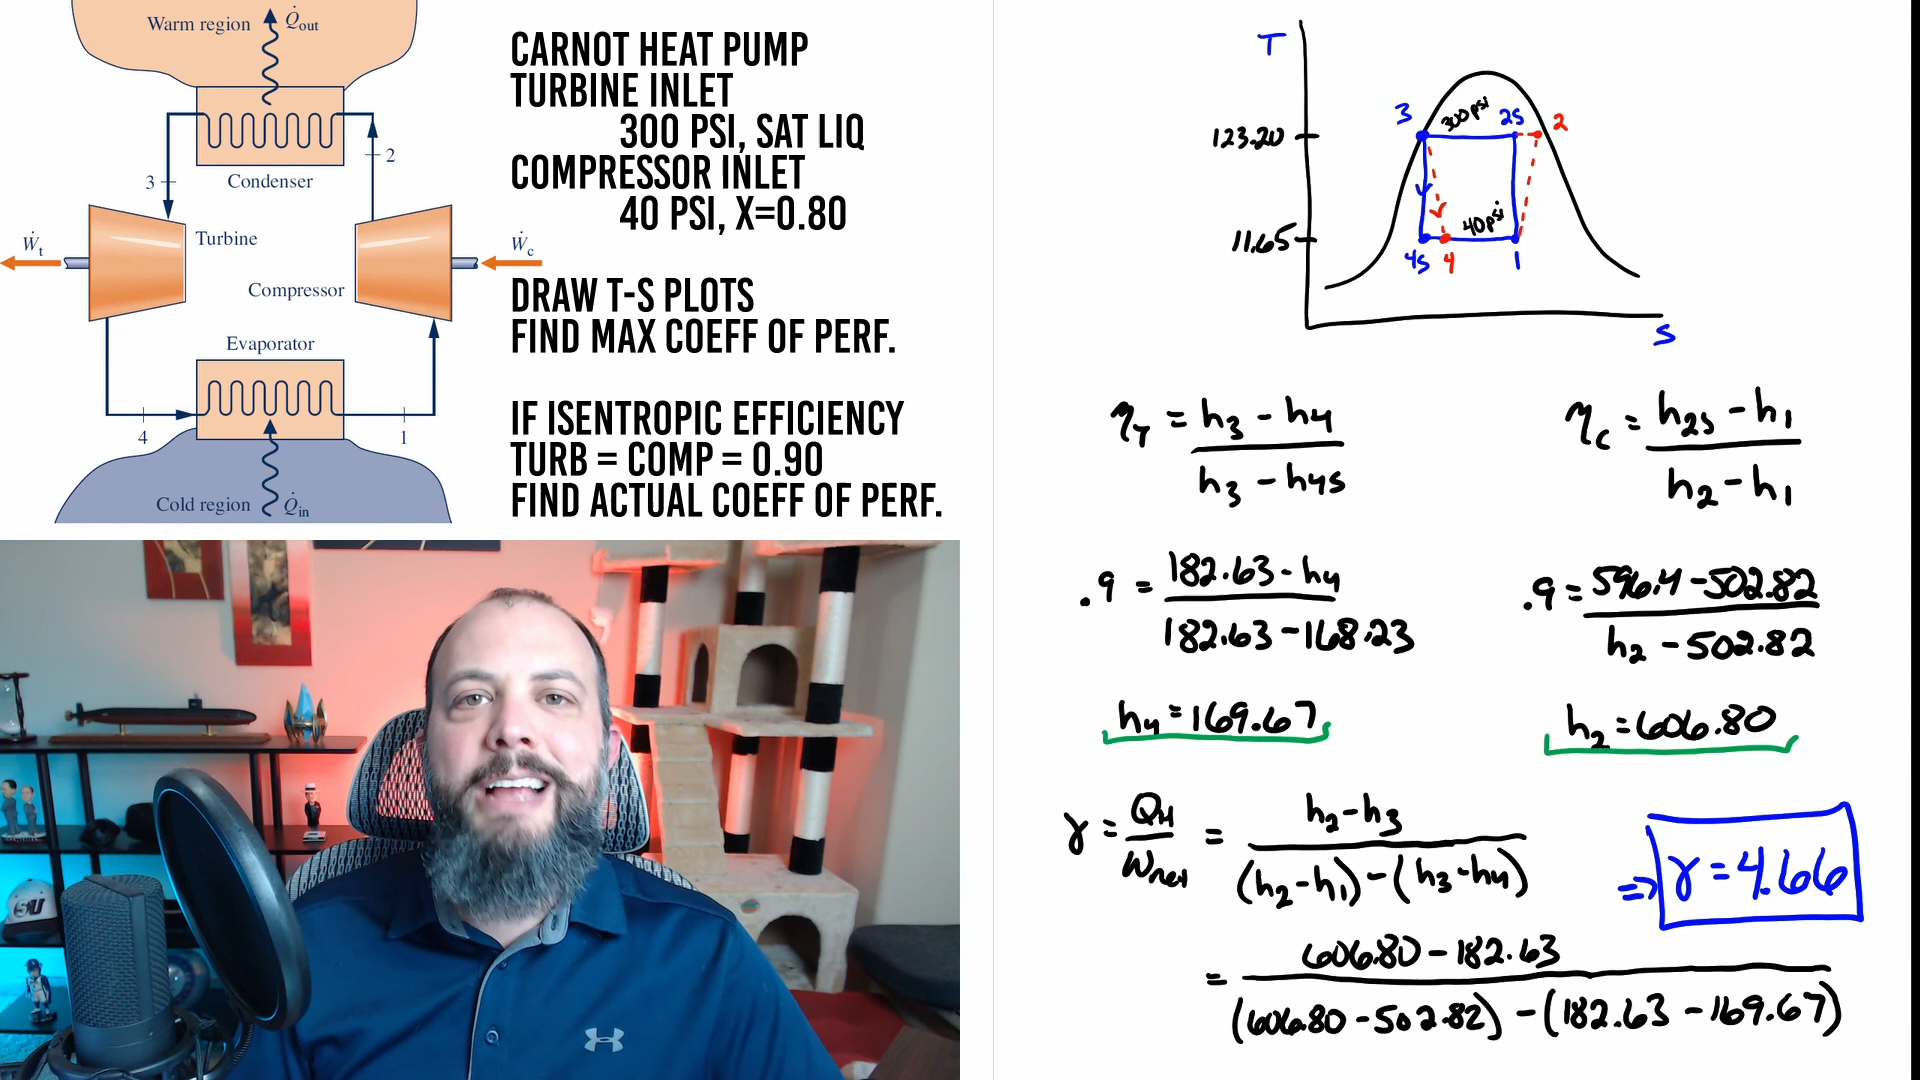 Warm region
Q̇out
Condenser
3
2
Ẇt
Turbine
Ẇc
Compressor
Evaporator
4
1
Cold region
Q̇in
CARNOT HEAT PUMP
TURBINE INLET
300 PSI, SAT LIQ
COMPRESSOR INLET
40 PSI, X=0.80
DRAW T-S PLOTS
FIND MAX COEFF OF PERF.
IF ISENTROPIC EFFICIENCY
TURB = COMP = 0.90
FIND ACTUAL COEFF OF PERF.
SU
T
3 300psi 2s 2
123.20
11.65
40psi
4s 4 1
s
ηT = (h3 - h4) / (h3 - h4s)
ηc = (h2s - h1) / (h2 - h1)
.9 = (182.63 - h4) / (182.63 - 168.23)
.9 = (596.4 - 502.82) / (h2 - 502.82)
h4 = 169.67
h2 = 606.80
γ = QH / Wnet = (h2 - h3) / ((h2 - h1) - (h3 - h4))
⇒ γ = 4.66
= (606.80 - 182.63) / ((606.80 - 502.82) - (182.63 - 169.67))